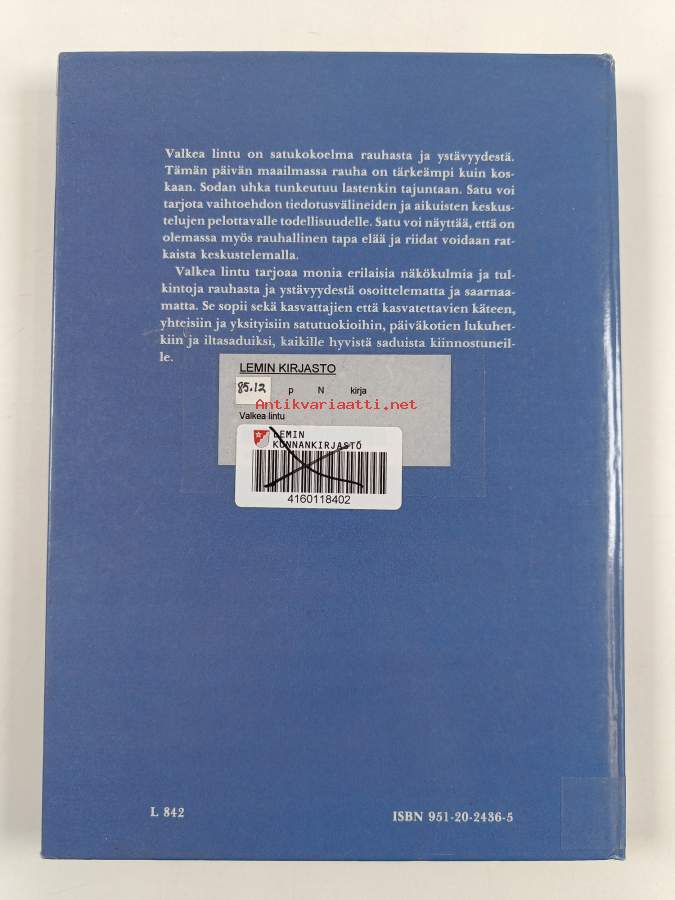 Valkea lintu on satukokoelma rauhasta ja ystävyydestä.
Tämän päivän maailmassa rauha on tärkeämpi kuin kos-
kaan. Sodan uhka tunkeutuu lastenkin tajuntaan. Satu voi
tarjota vaihtoehdon tiedotusvälineiden ja aikuisten keskus-
telujen pelottavalle todellisuudelle. Satu voi näyttää, että on
olemassa myös rauhallinen tapa elää ja riidat voidaan rat-
kaista keskustelemalla.
Valkea lintu tarjoaa monia erilaisia näkökulmia ja tul-
kintoja rauhasta ja ystävyydestä osoittelematta ja saarnaa-
matta. Se sopii sekä kasvattajien että kasvatettavien käteen,
yhteisiin ja yksityisiin satutuokioihin, päiväkotien lukuhet-
kiin ja iltasaduiksi, kaikille hyvistä saduista kiinnostuneil-
le.
LEMIN KIRJASTO
85.12 p N kirja
Antikvariaatti.net
Valkea lintu
LEMIN
KUNNANKIRJASTO
4160118402
L 842
ISBN 951-20-2436-5